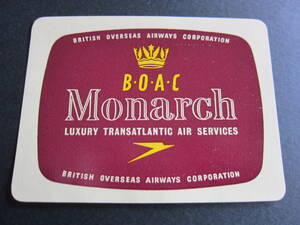 BRITISH OVERSEAS AIRWAYS CORPORATION
B·O·A·C
Monarch
LUXURY TRANSATLANTIC AIR SERVICES
BRITISH OVERSEAS AIRWAYS CORPORATION